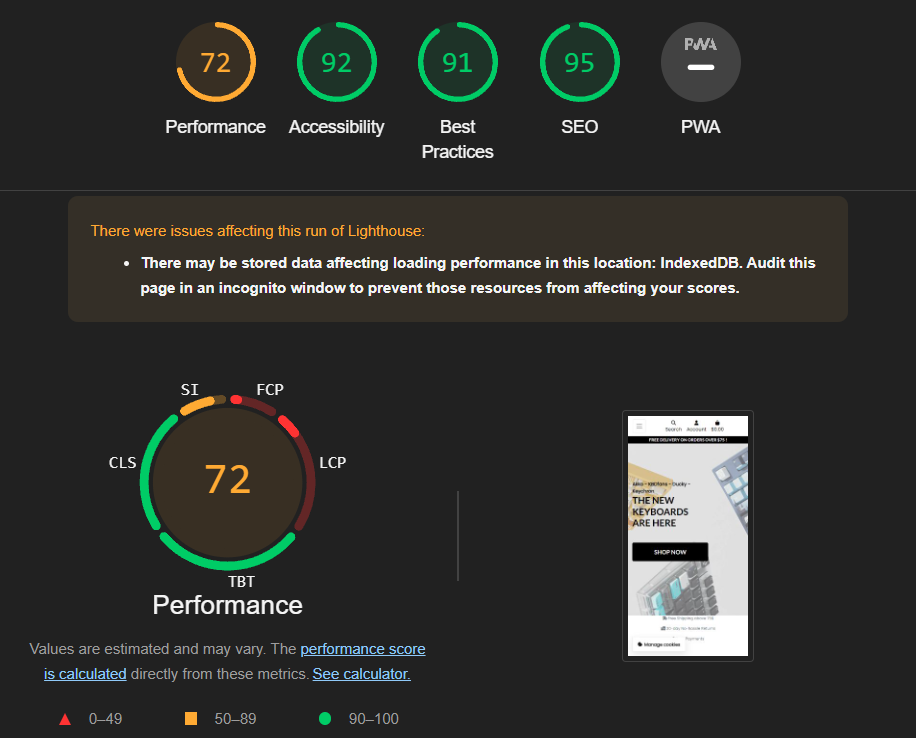 72 92 91 95 PWA
Performance Accessibility Best Practices SEO PWA
There were issues affecting this run of Lighthouse:
• There may be stored data affecting loading performance in this location: IndexedDB. Audit this
page in an incognito window to prevent those resources from affecting your scores.
SI FCP
CLS LCP
72
TBT
Performance
Values are estimated and may vary. The performance score
is calculated directly from these metrics. See calculator.
0–49 50–89 90–100
Search Account $0.00
FREE DELIVERY ON ORDERS OVER $75 !
Keychron
THE NEW
KEYBOARDS
ARE HERE
SHOP NOW
Manage cookies